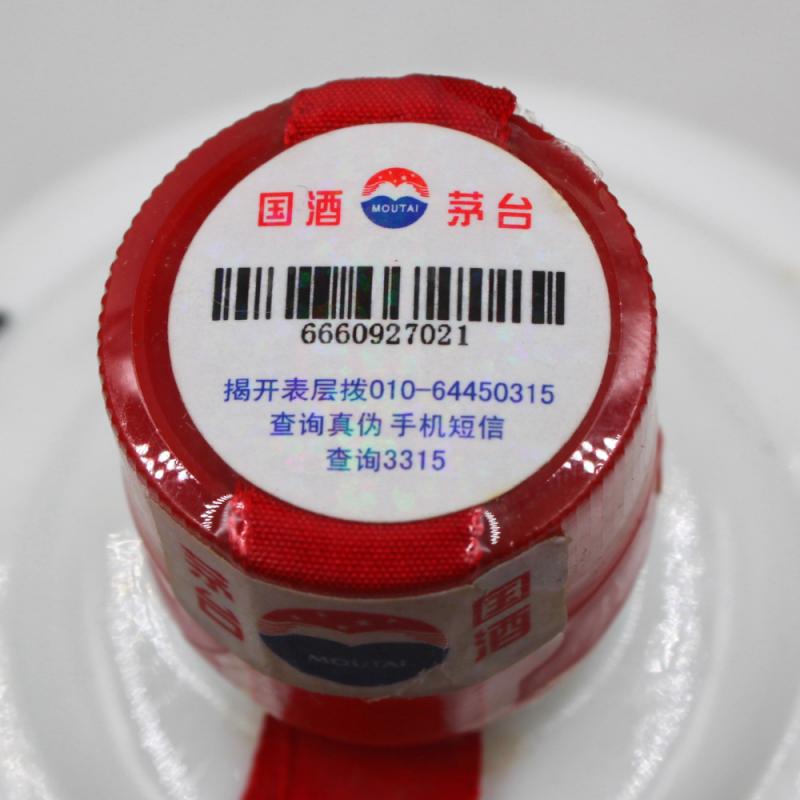 国酒 MOUTAI 茅台
6660927021
揭开表层拨010-64450315
查询真伪 手机短信
查询3315
茅台 MOUTAI 国酒